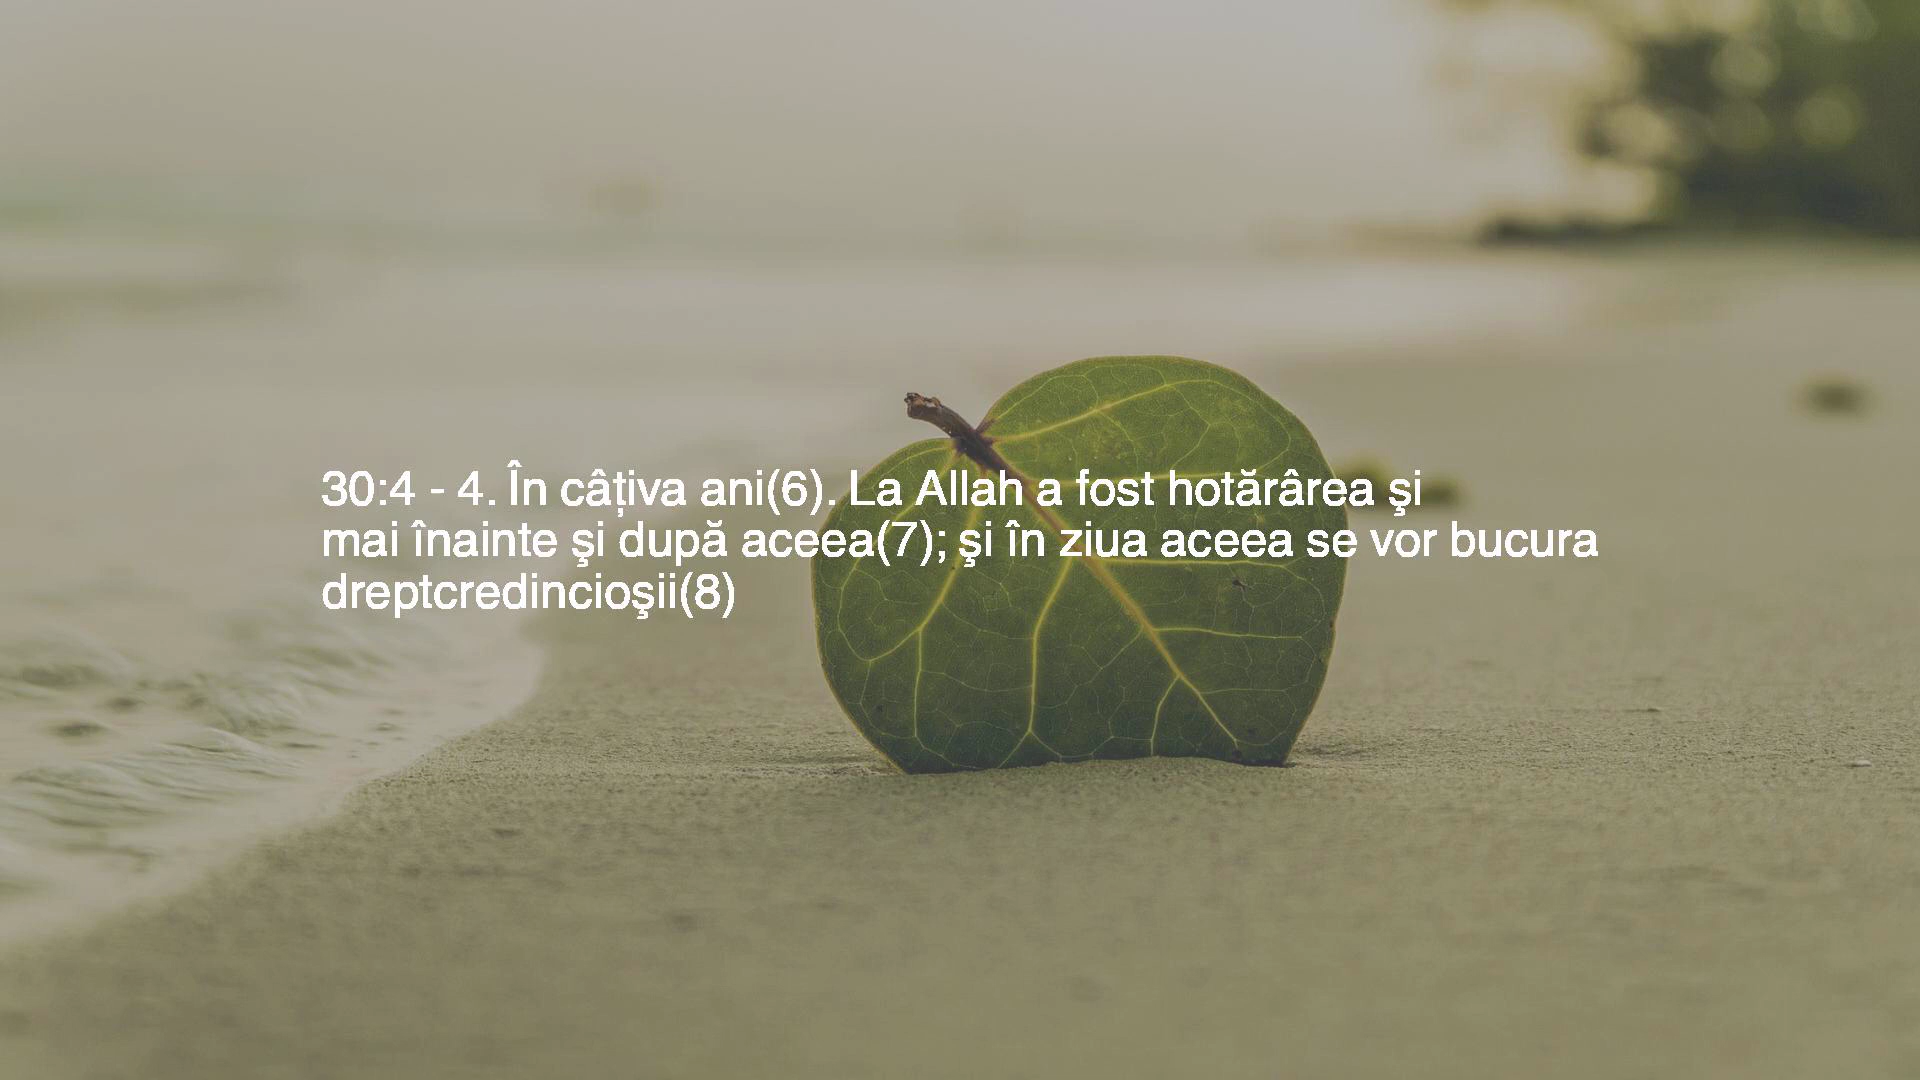 30:4 - 4. În câţiva ani(6). La Allah a fost hotărârea şi
mai înainte şi după aceea(7); şi în ziua aceea se vor bucura
dreptcredincioşii(8)